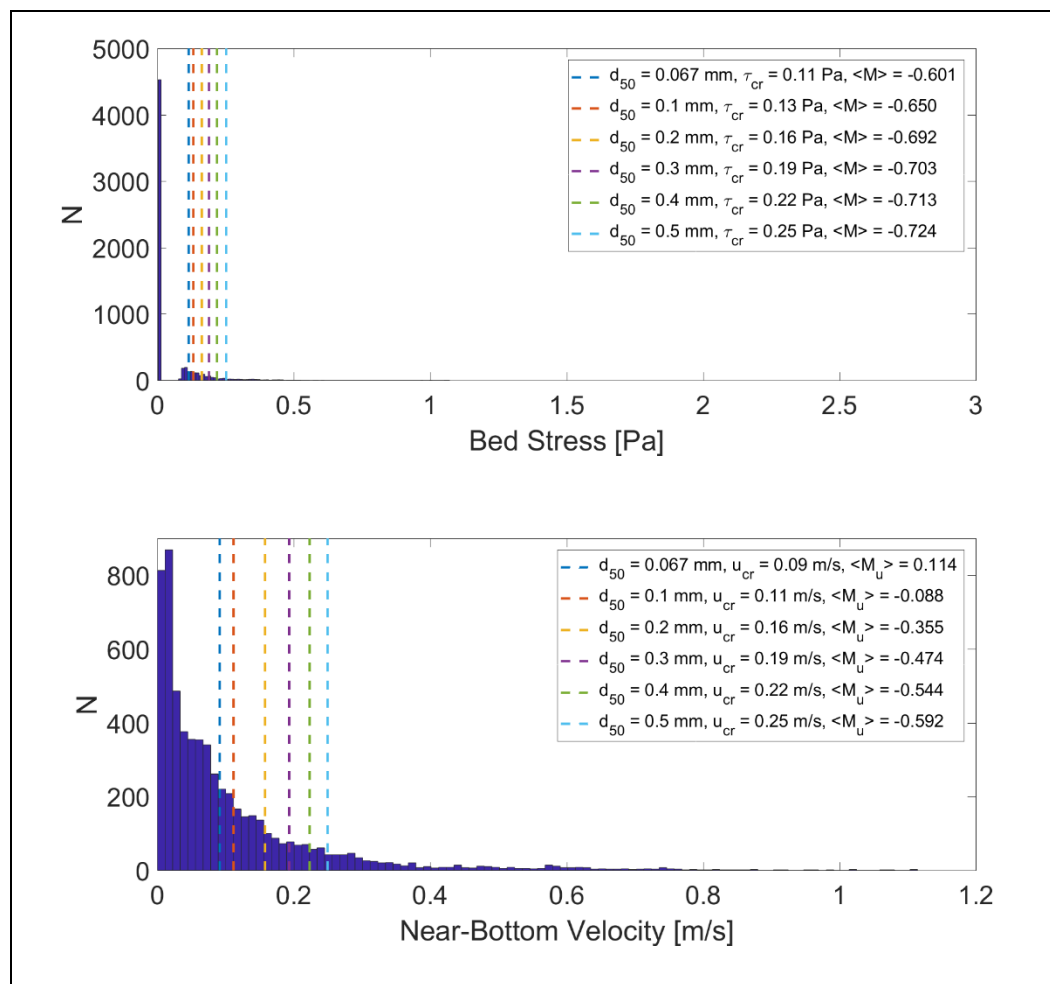 5000
4000
3000
2000
1000
0
N
d50 = 0.067 mm, τcr = 0.11 Pa, <M> = -0.601
d50 = 0.1 mm, τcr = 0.13 Pa, <M> = -0.650
d50 = 0.2 mm, τcr = 0.16 Pa, <M> = -0.692
d50 = 0.3 mm, τcr = 0.19 Pa, <M> = -0.703
d50 = 0.4 mm, τcr = 0.22 Pa, <M> = -0.713
d50 = 0.5 mm, τcr = 0.25 Pa, <M> = -0.724
0 0.5 1 1.5 2 2.5 3
Bed Stress [Pa]
800
600
400
200
0
N
d50 = 0.067 mm, ucr = 0.09 m/s, <Mu> = 0.114
d50 = 0.1 mm, ucr = 0.11 m/s, <Mu> = -0.088
d50 = 0.2 mm, ucr = 0.16 m/s, <Mu> = -0.355
d50 = 0.3 mm, ucr = 0.19 m/s, <Mu> = -0.474
d50 = 0.4 mm, ucr = 0.22 m/s, <Mu> = -0.544
d50 = 0.5 mm, ucr = 0.25 m/s, <Mu> = -0.592
0 0.2 0.4 0.6 0.8 1 1.2
Near-Bottom Velocity [m/s]